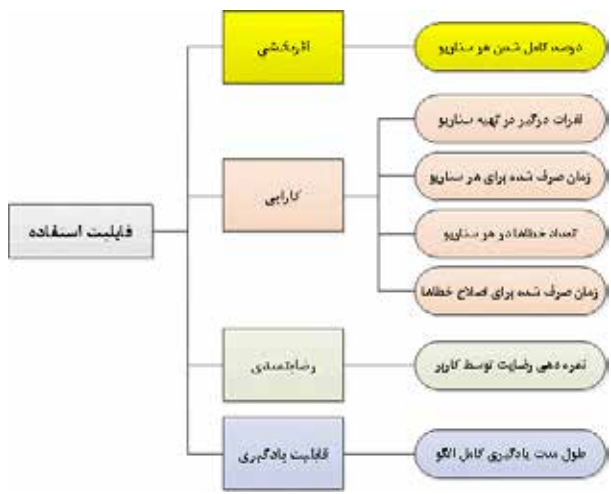 اثربخشی
درصد کامل شدن هر سناریو
نفرات درگیر در تهیه سناریو
زمان صرف شده برای هر سناریو
کارایی
قابلیت استفاده
تعداد خطاها در هر سناریو
زمان صرف شده برای اصلاح خطاها
رضایتمندی
نمره دهی رضایت توسط کاربر
قابلیت یادگیری
طول مدت یادگیری کامل الگو